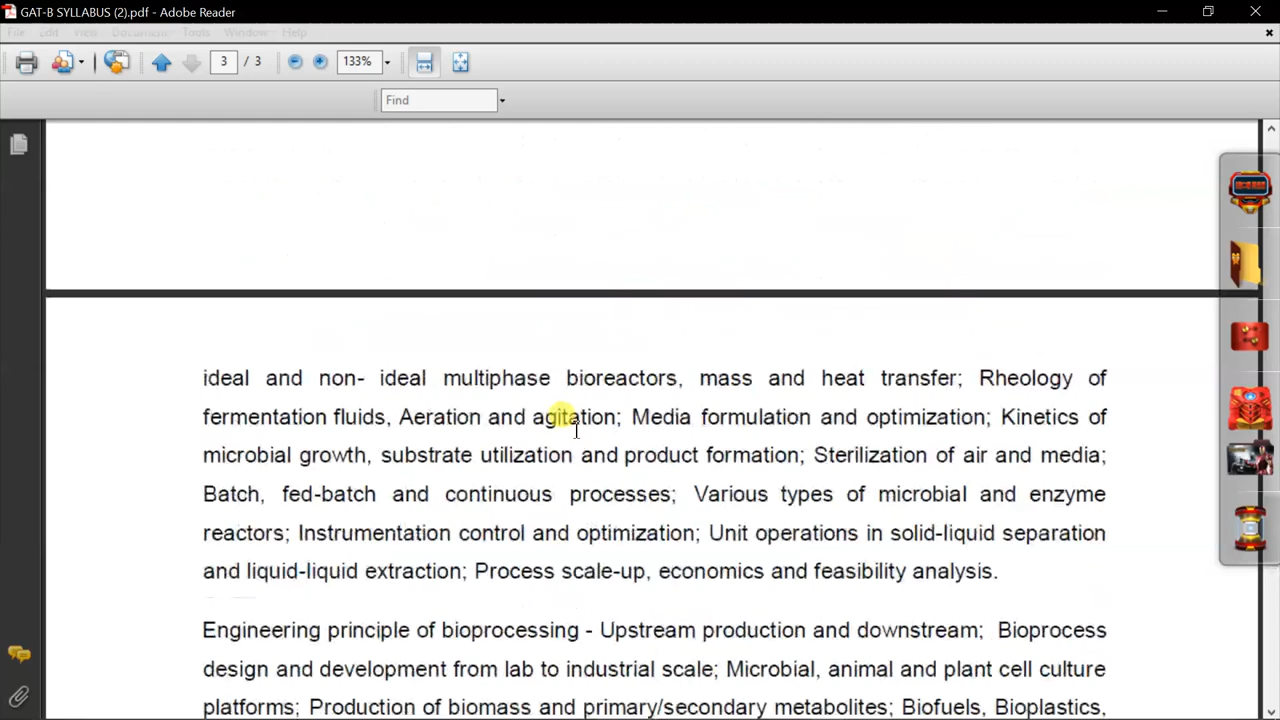 GAT-B SYLLABUS (2).pdf - Adobe Reader
File Edit View Document Tools Window Help
3 / 3 133%
Find
ideal and non- ideal multiphase bioreactors, mass and heat transfer; Rheology of
fermentation fluids, Aeration and agitation; Media formulation and optimization; Kinetics of
microbial growth, substrate utilization and product formation; Sterilization of air and media;
Batch, fed-batch and continuous processes; Various types of microbial and enzyme
reactors; Instrumentation control and optimization; Unit operations in solid-liquid separation
and liquid-liquid extraction; Process scale-up, economics and feasibility analysis.
Engineering principle of bioprocessing - Upstream production and downstream; Bioprocess
design and development from lab to industrial scale; Microbial, animal and plant cell culture
platforms; Production of biomass and primary/secondary metabolites; Biofuels, Bioplastics,